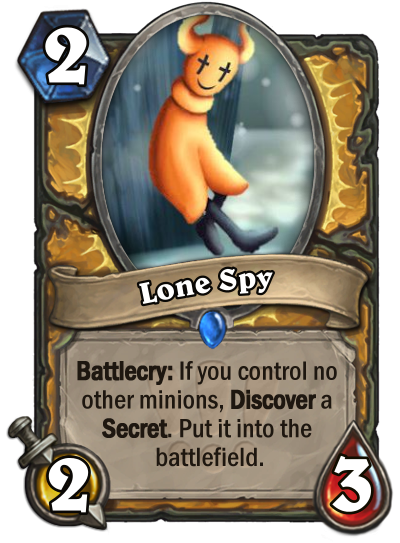 2
Lone Spy
Battlecry: If you control no
other minions, Discover a
Secret. Put it into the
battlefield.
2
3